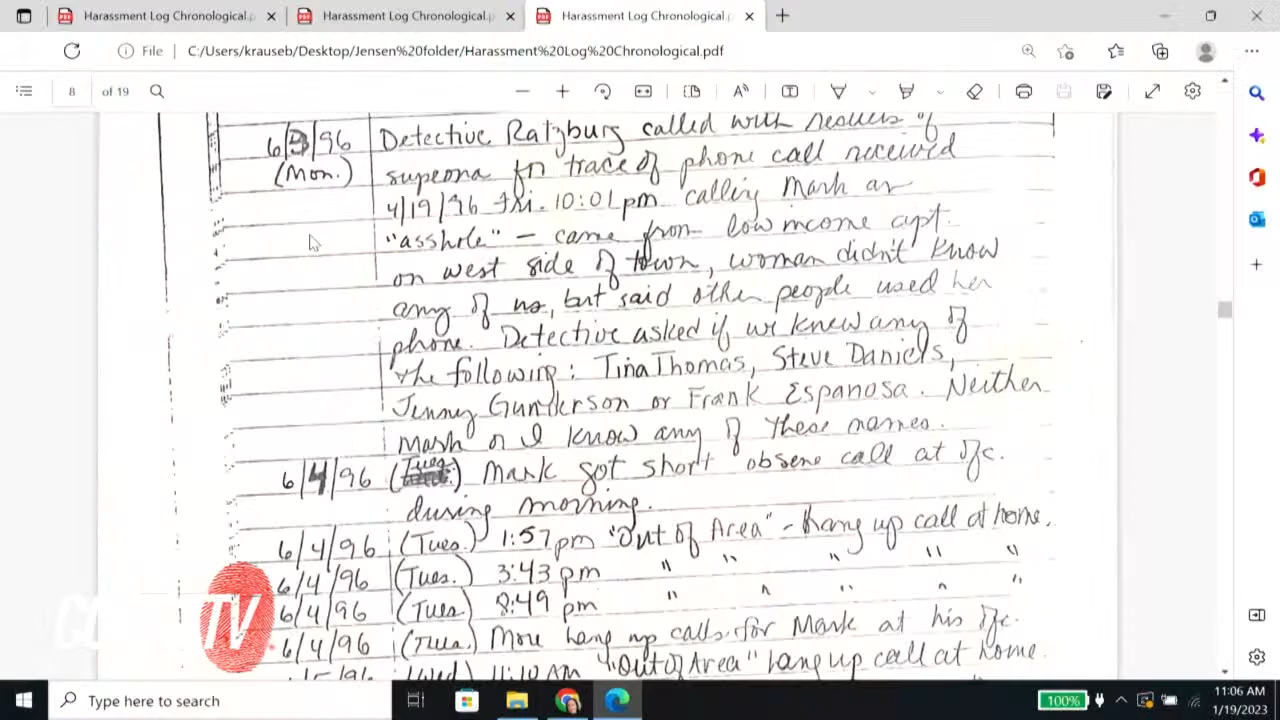 Harassment Log Chronological.p
Harassment Log Chronological.p
Harassment Log Chronological.p
File C:/Users/krauseb/Desktop/Jensen%20folder/Harassment%20Log%20Chronological.pdf
8 of 19
6/3/96 Detective Ratzburg called with results of
(Mon.) supeona for trace of phone call received
4/19/96 Fri. 10:01pm calling Mark an
"asshole" – came from low income apt.
on west side of town, woman didn't know
any of us, but said other people used her
phone. Detective asked if we knew any of
the following: Tina Thomas, Steve Daniels,
Jenny Gunderson or Frank Espanosa. Neither
Mark or I know any of these names.
6/4/96 (Tues.) Mark got short obsene call at ofc.
during morning.
6/4/96 (Tues.) 1:57pm "Out of Area" - hang up call at home.
6/4/96 (Tues.) 3:43 pm " " " " "
6/4/96 (Tues) 8:49 pm " " " " "
6/4/96 (Tues.) More hang up calls for Mark at his ofc.
(Wed) 11:10 AM "Out of Area" hang up call at home.
TV
Type here to search
100%
11:06 AM
1/19/2023